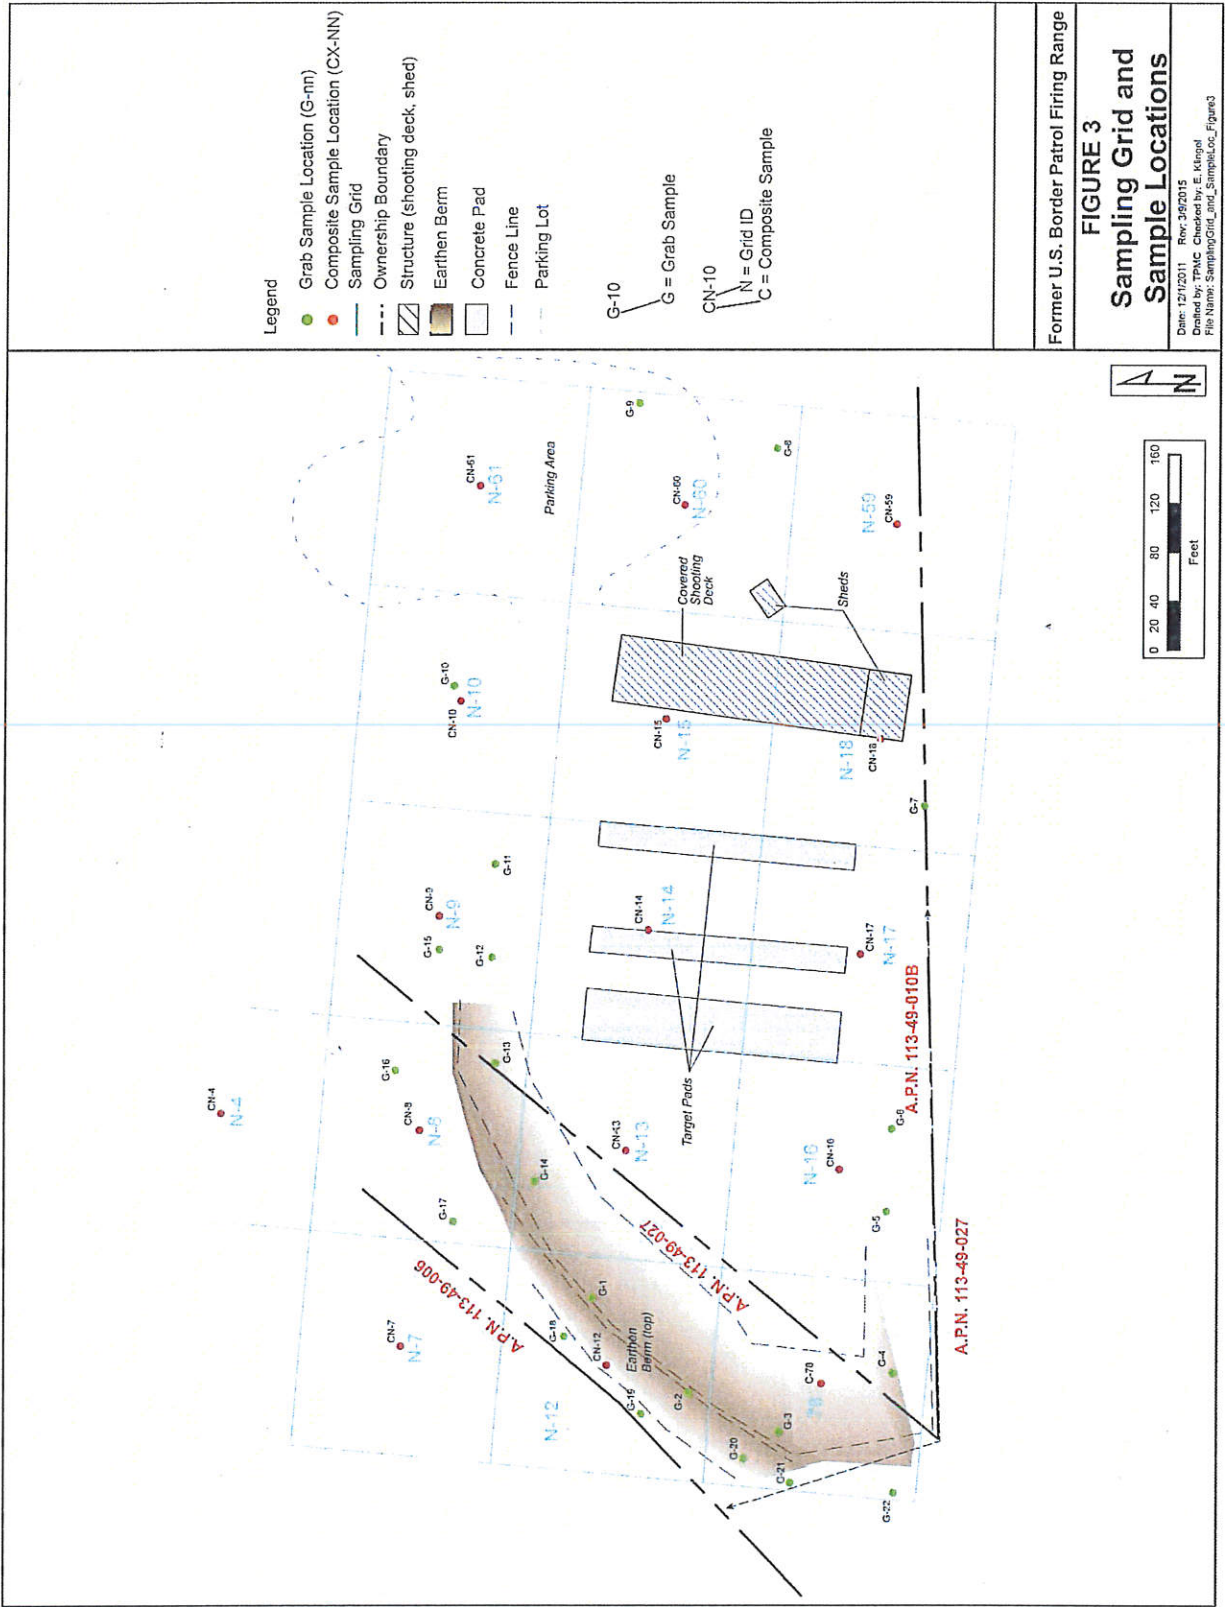 Legend
Grab Sample Location (G-nn)
Composite Sample Location (CX-NN)
Sampling Grid
Ownership Boundary
Structure (shooting deck, shed)
Earthen Berm
Concrete Pad
Fence Line
Parking Lot
G-10
G = Grab Sample
CN-10
N = Grid ID
C = Composite Sample
Former U.S. Border Patrol Firing Range
FIGURE 3
Sampling Grid and
Sample Locations
Date: 12/1/2011 Rev: 3/9/2015
Drafted by: TPMC Checked by: E. Klingel
File Name: SamplingGrid_and_SampleLoc_Figure3
N
0 20 40 80 120 160
Feet
CN-4
N-4
CN-7
N-7
G-17
CN-8
N-8
G-16
G-15
CN-9
N-9
G-12
G-11
CN-10
G-10
N-10
CN-61
N-61
Parking Area
G-9
CN-60
N-60
G-8
N-59
CN-59
Covered
Shooting
Deck
Sheds
CN-15
N-15
N-18
CN-18
G-7
CN-14
N-14
CN-17
N-17
Target Pads
CN-13
N-13
N-16
CN-16
G-6
G-5
G-13
G-14
G-1
G-18
CN-12
N-12
Earthen
Berm (top)
G-19
G-2
G-20
G-3
G-21
C-78
78
G-4
G-22
A.P.N. 113-49-006
A.P.N. 113-49-027
A.P.N. 113-49-010B
A.P.N. 113-49-027